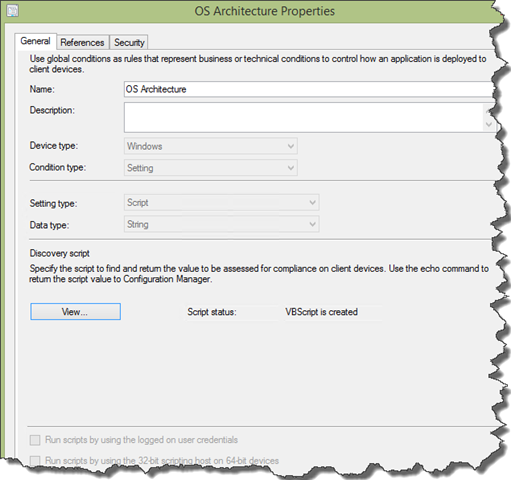 OS Architecture Properties
General References Security
Use global conditions as rules that represent business or technical conditions to control how an application is deployed to
client devices.
Name: OS Architecture
Description:
Device type: Windows
Condition type: Setting
Setting type: Script
Data type: String
Discovery script
Specify the script to find and return the value to be assessed for compliance on client devices. Use the echo command to
return the script value to Configuration Manager.
View... Script status: VBScript is created
Run scripts by using the logged on user credentials
Run scripts by using the 32-bit scripting host on 64-bit devices